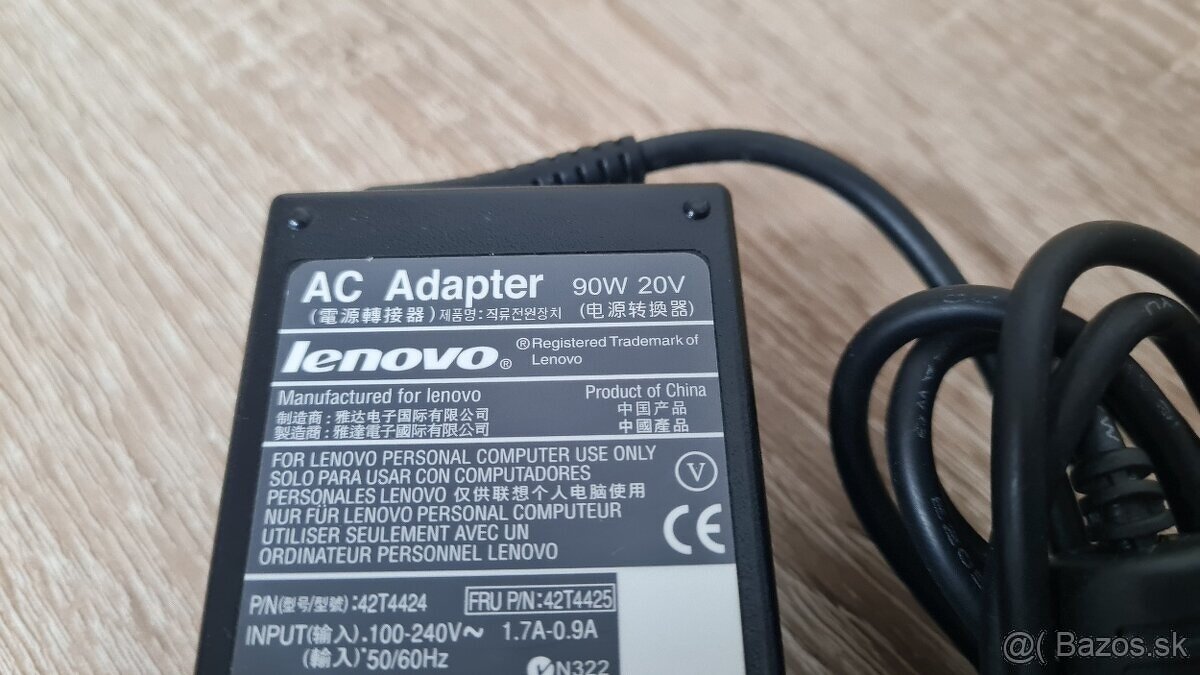 AC Adapter 90W 20V
(電源轉接器) 제품명:직류전원장치 (电源转换器)
lenovo® ®Registered Trademark of
Lenovo
Manufactured for lenovo Product of China
制造商:雅达电子国际有限公司 中国产品
製造商:雅達電子國際有限公司 中國產品
FOR LENOVO PERSONAL COMPUTER USE ONLY
SOLO PARA USAR CON COMPUTADORES
PERSONALES LENOVO 仅供联想个人电脑使用
NUR FÜR LENOVO PERSONAL COMPUTER
UTILISER SEULEMENT AVEC UN
ORDINATEUR PERSONNEL LENOVO
V
CE
P/N(型号/型號):42T4424 FRU P/N:42T4425
INPUT(输入).100-240V~ 1.7A-0.9A
(輸入)*50/60Hz
N322
@( Bazos.sk